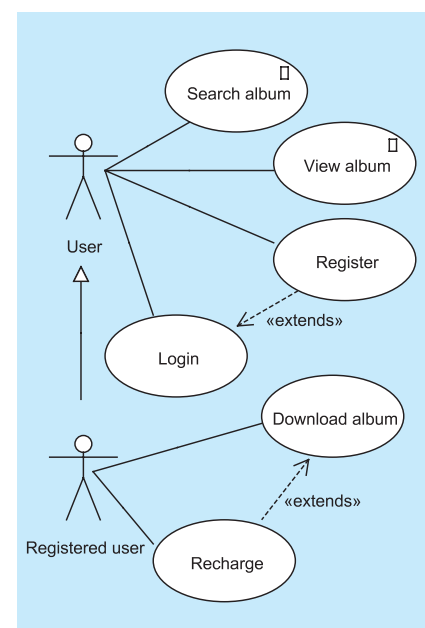 Search album
View album
User
Register
«extends»
Login
Download album
«extends»
Registered user
Recharge